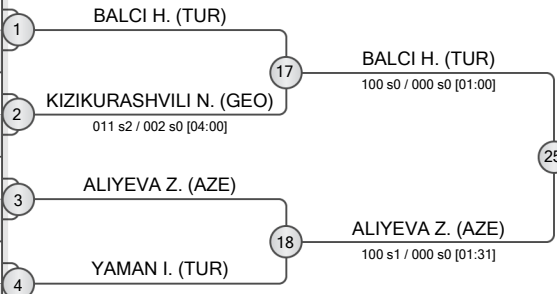 1
BALCI H. (TUR)
17
BALCI H. (TUR)
100 s0 / 000 s0 [01:00]
2
KIZIKURASHVILI N. (GEO)
011 s2 / 002 s0 [04:00]
25
3
ALIYEVA Z. (AZE)
18
ALIYEVA Z. (AZE)
100 s1 / 000 s0 [01:31]
4
YAMAN I. (TUR)